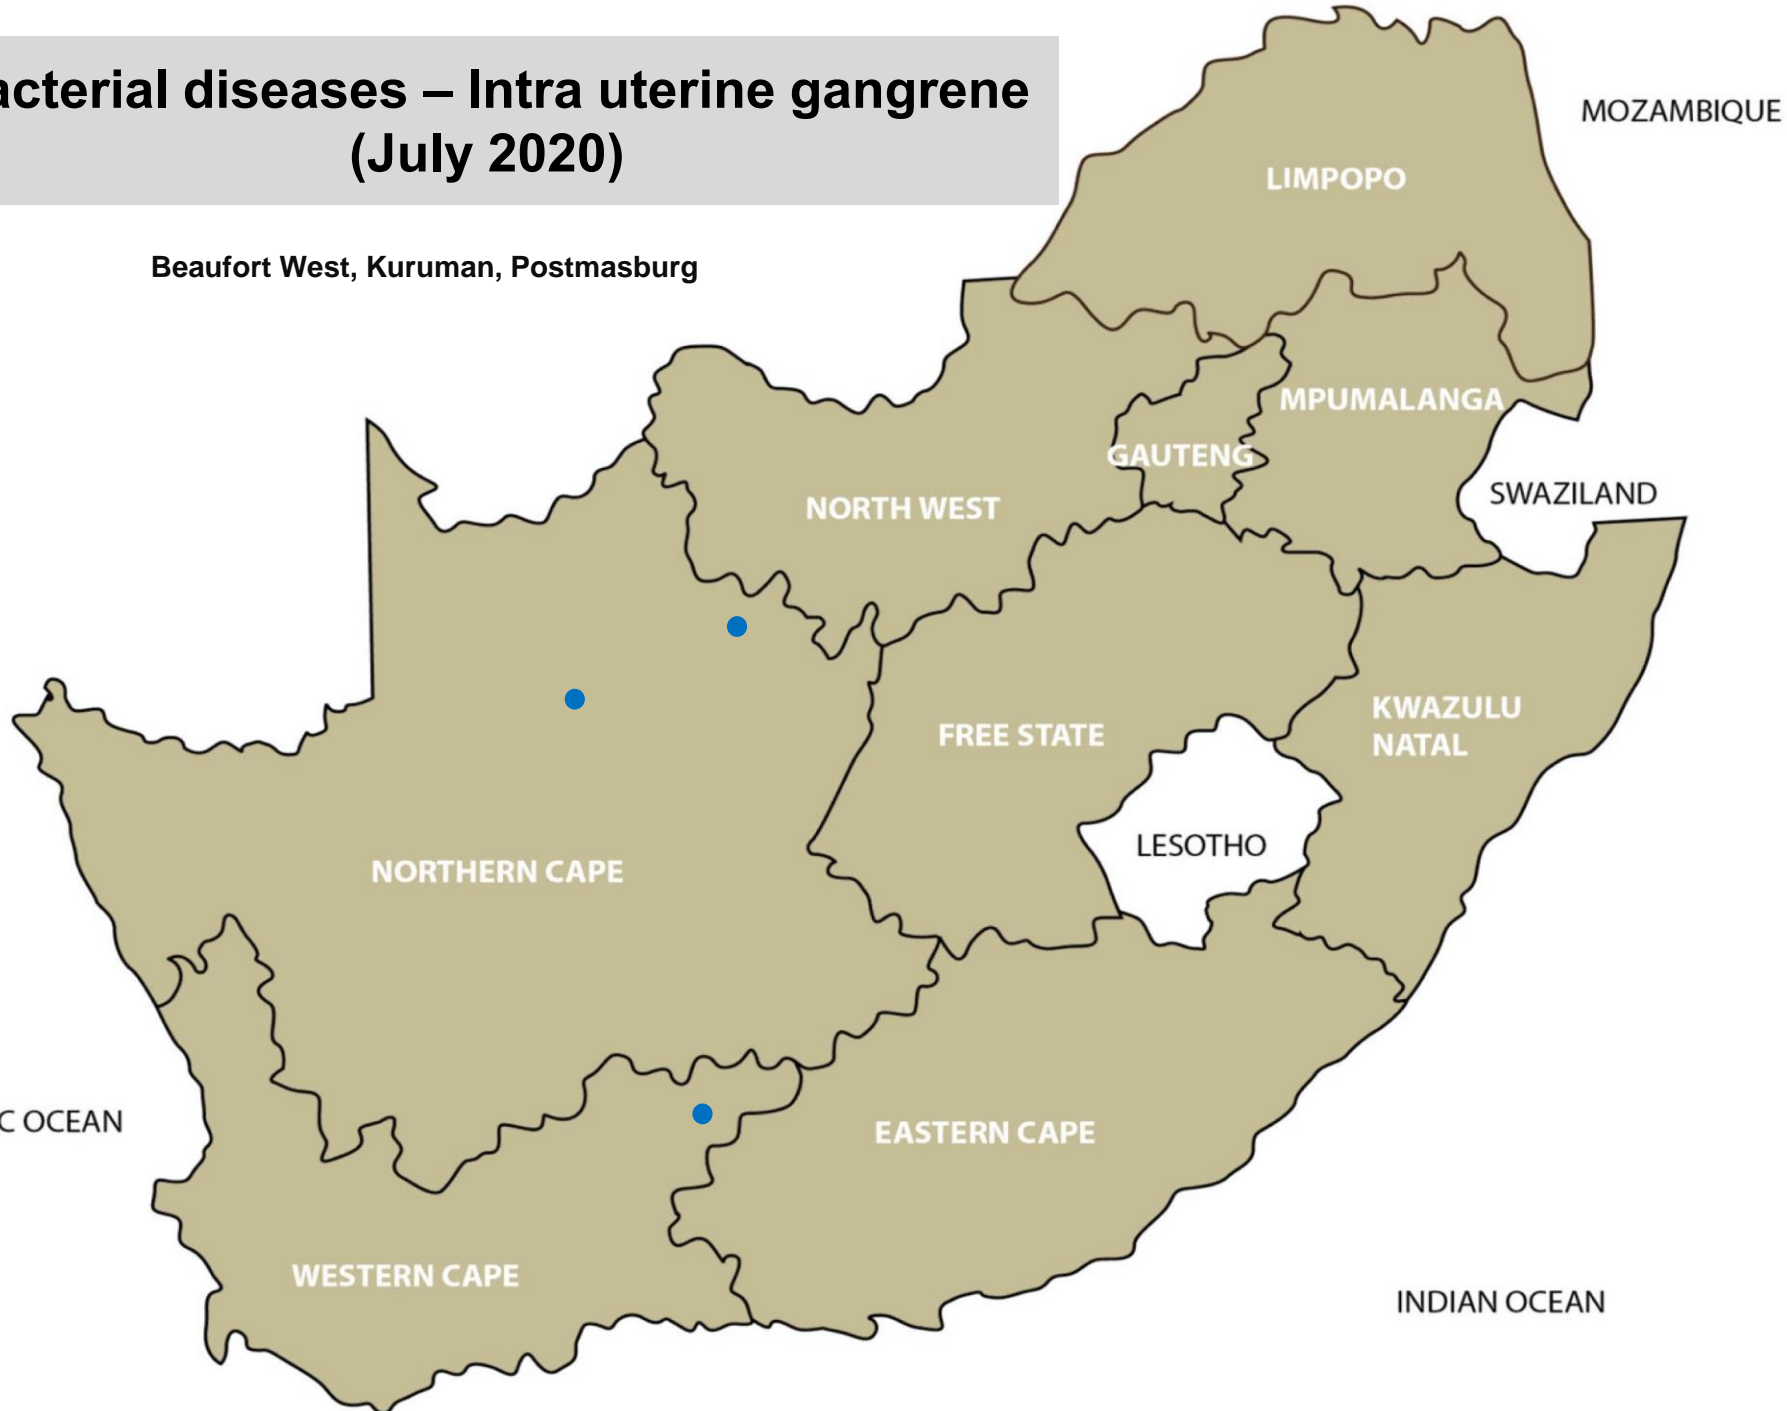 acterial diseases – Intra uterine gangrene
(July 2020)
Beaufort West, Kuruman, Postmasburg
MOZAMBIQUE
LIMPOPO
MPUMALANGA
GAUTENG
SWAZILAND
NORTH WEST
KWAZULU
NATAL
FREE STATE
LESOTHO
NORTHERN CAPE
C OCEAN
EASTERN CAPE
WESTERN CAPE
INDIAN OCEAN